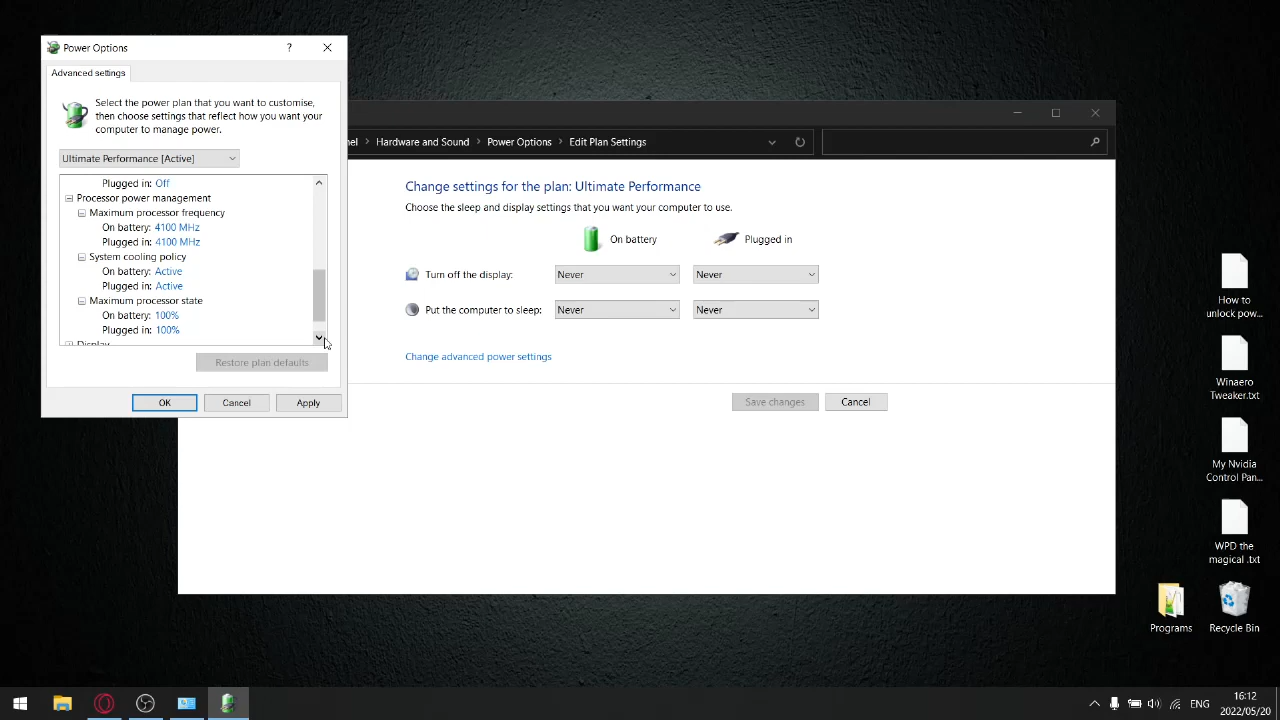 Power Options
?
Advanced settings
Select the power plan that you want to customise,
then choose settings that reflect how you want your
computer to manage power.
Ultimate Performance [Active]
Plugged in: Off
Processor power management
Maximum processor frequency
On battery: 4100 MHz
Plugged in: 4100 MHz
System cooling policy
On battery: Active
Plugged in: Active
Maximum processor state
On battery: 100%
Plugged in: 100%
Display
Restore plan defaults
OK
Cancel
Apply
nel > Hardware and Sound > Power Options > Edit Plan Settings
Change settings for the plan: Ultimate Performance
Choose the sleep and display settings that you want your computer to use.
On battery
Plugged in
Turn off the display: Never Never
Put the computer to sleep: Never Never
Change advanced power settings
Save changes
Cancel
How to
unlock pow...
Winaero
Tweaker.txt
My Nvidia
Control Pan...
WPD the
magical .txt
Programs
Recycle Bin
ENG
16:12
2022/05/20